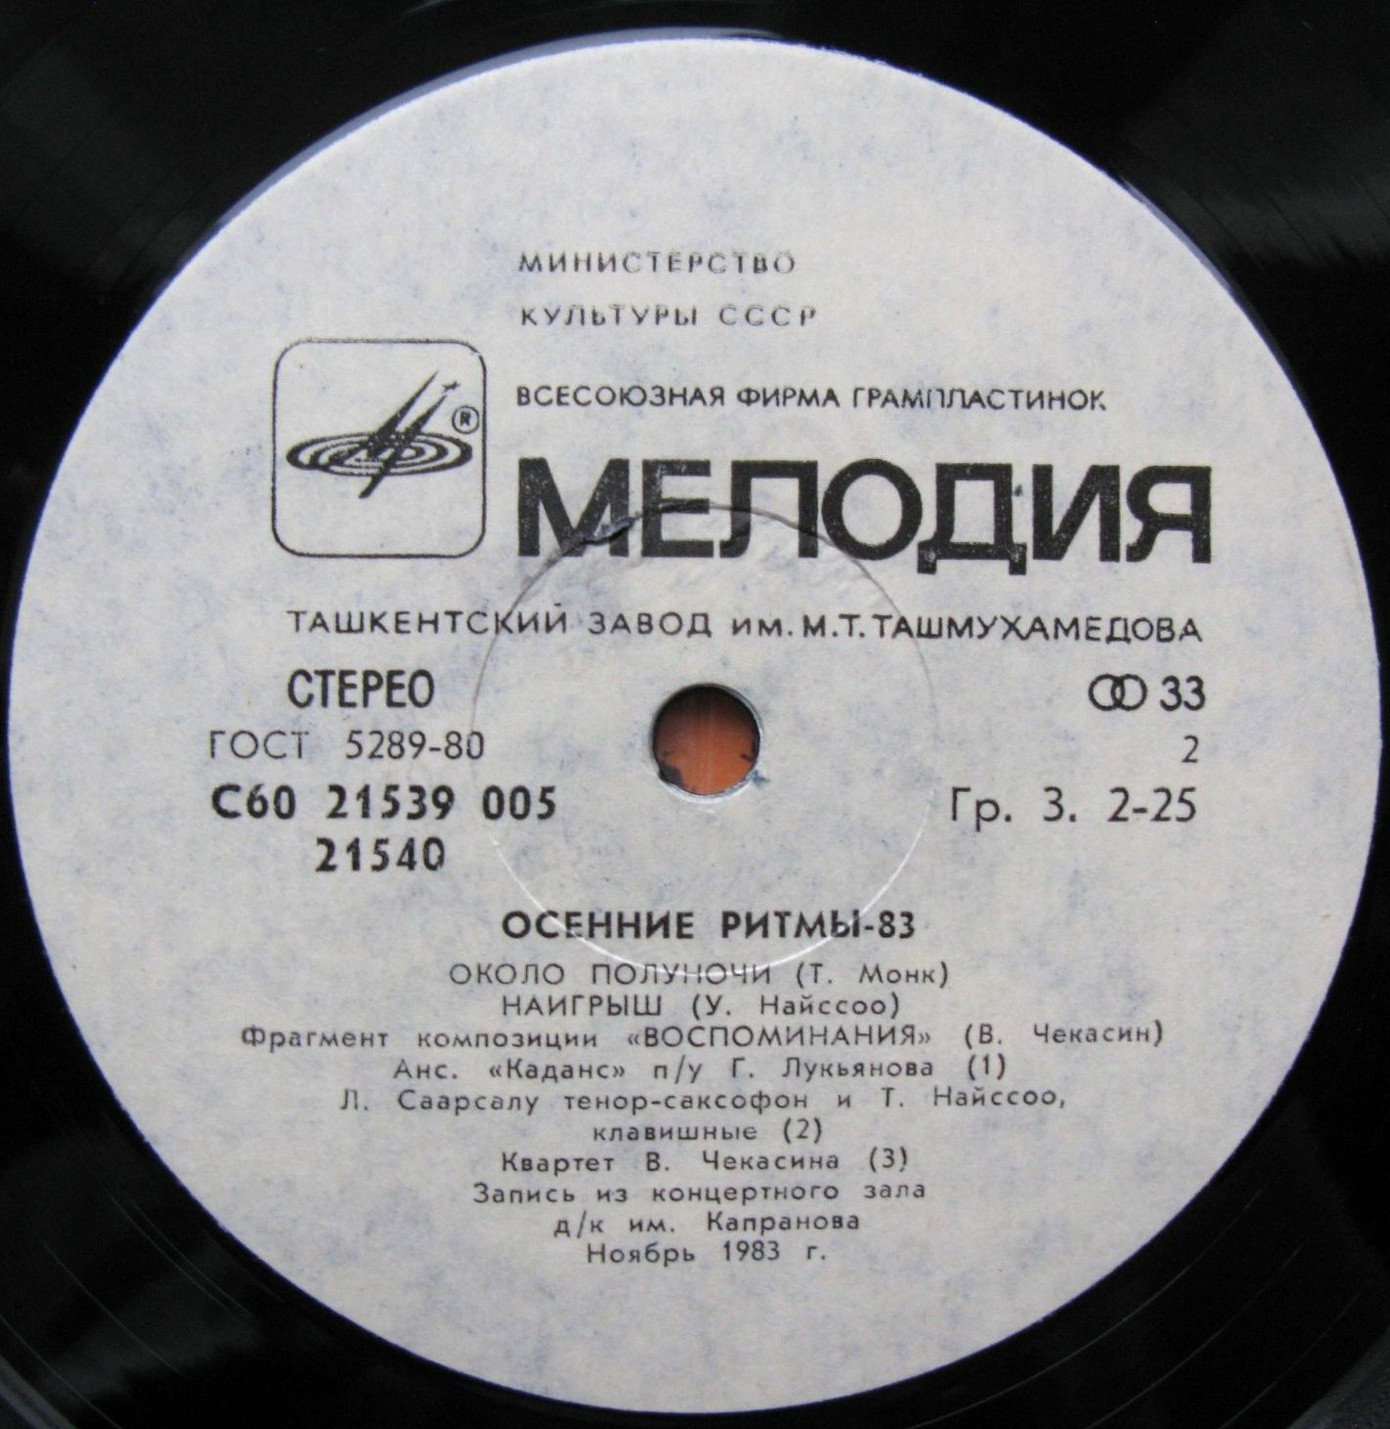 МИНИСТЕРСТВО
КУЛЬТУРЫ СССР
ВСЕСОЮЗНАЯ ФИРМА ГРАМПЛАСТИНОК
®
МЕЛОДИЯ
ТАШКЕНТСКИЙ ЗАВОД им. М.Т. ТАШМУХАМЕДОВА
СТЕРЕО 33
ГОСТ 5289-80 2
С60 21539 005 Гр. 3. 2-25
21540
ОСЕННИЕ РИТМЫ-83
ОКОЛО ПОЛУНОЧИ (Т. Монк)
НАИГРЫШ (У. Найссоо)
Фрагмент композиции «ВОСПОМИНАНИЯ» (В. Чекасин)
Анс. «Каданс» п/у Г. Лукьянова (1)
Л. Саарсалу тенор-саксофон и Т. Найссоо,
клавишные (2)
Квартет В. Чекасина (3)
Запись из концертного зала
д/к им. Капранова
Ноябрь 1983 г.